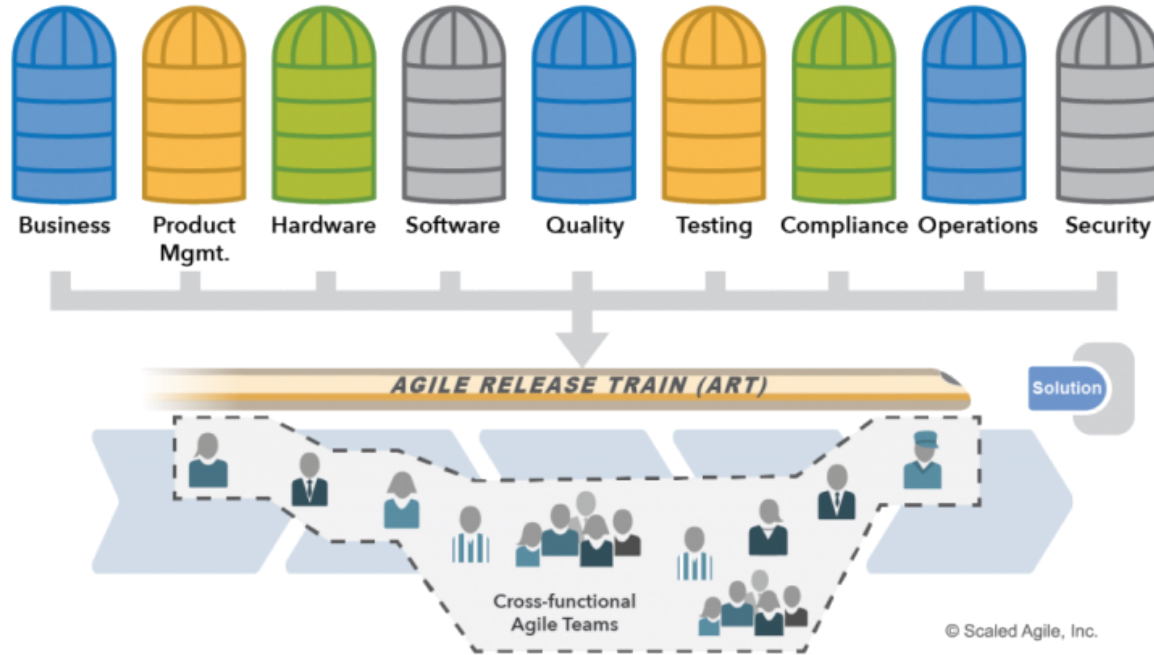 Business
Product
Mgmt.
Hardware
Software
Quality
Testing
Compliance
Operations
Security
AGILE RELEASE TRAIN (ART)
Solution
Cross-functional
Agile Teams
© Scaled Agile, Inc.